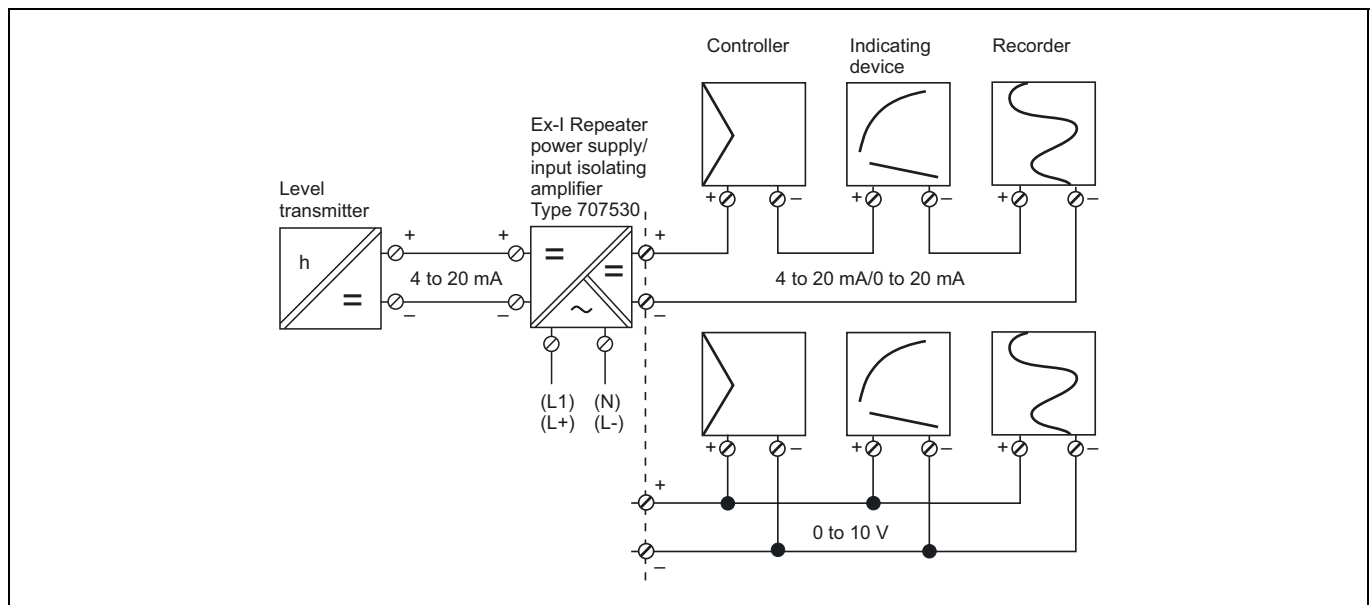 Controller
Indicating
device
Recorder
Ex-I Repeater
power supply/
input isolating
amplifier
Type 707530
Level
transmitter
+ – + – + –
+ + +
h
4 to 20 mA
4 to 20 mA/0 to 20 mA
– – –
(L1) (N)
(L+) (L-)
+ – + – + –
+
0 to 10 V
–